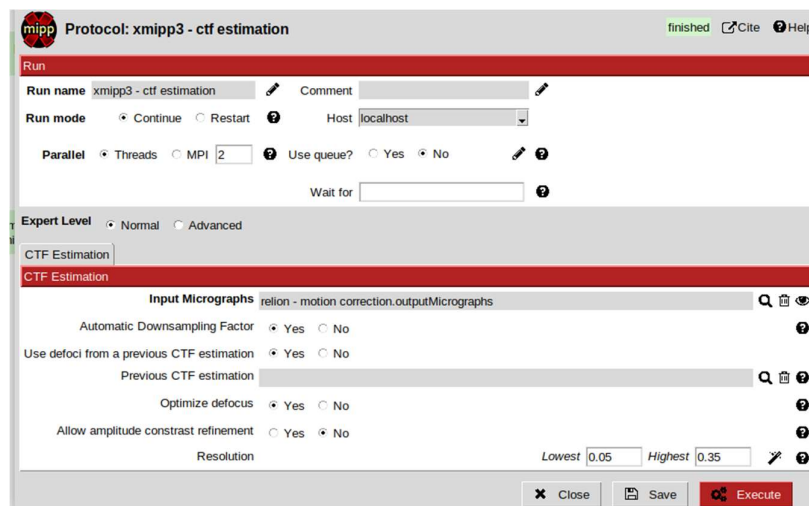 mipp Protocol: xmipp3 - ctf estimation finished Cite Help
Run
Run name xmipp3 - ctf estimation Comment
Run mode Continue Restart Host localhost
Parallel Threads MPI 2 Use queue? Yes No
Wait for
Expert Level Normal Advanced
CTF Estimation
CTF Estimation
Input Micrographs relion - motion correction.outputMicrographs
Automatic Downsampling Factor Yes No
Use defoci from a previous CTF estimation Yes No
Previous CTF estimation
Optimize defocus Yes No
Allow amplitude constrast refinement Yes No
Resolution Lowest 0.05 Highest 0.35
Close Save Execute